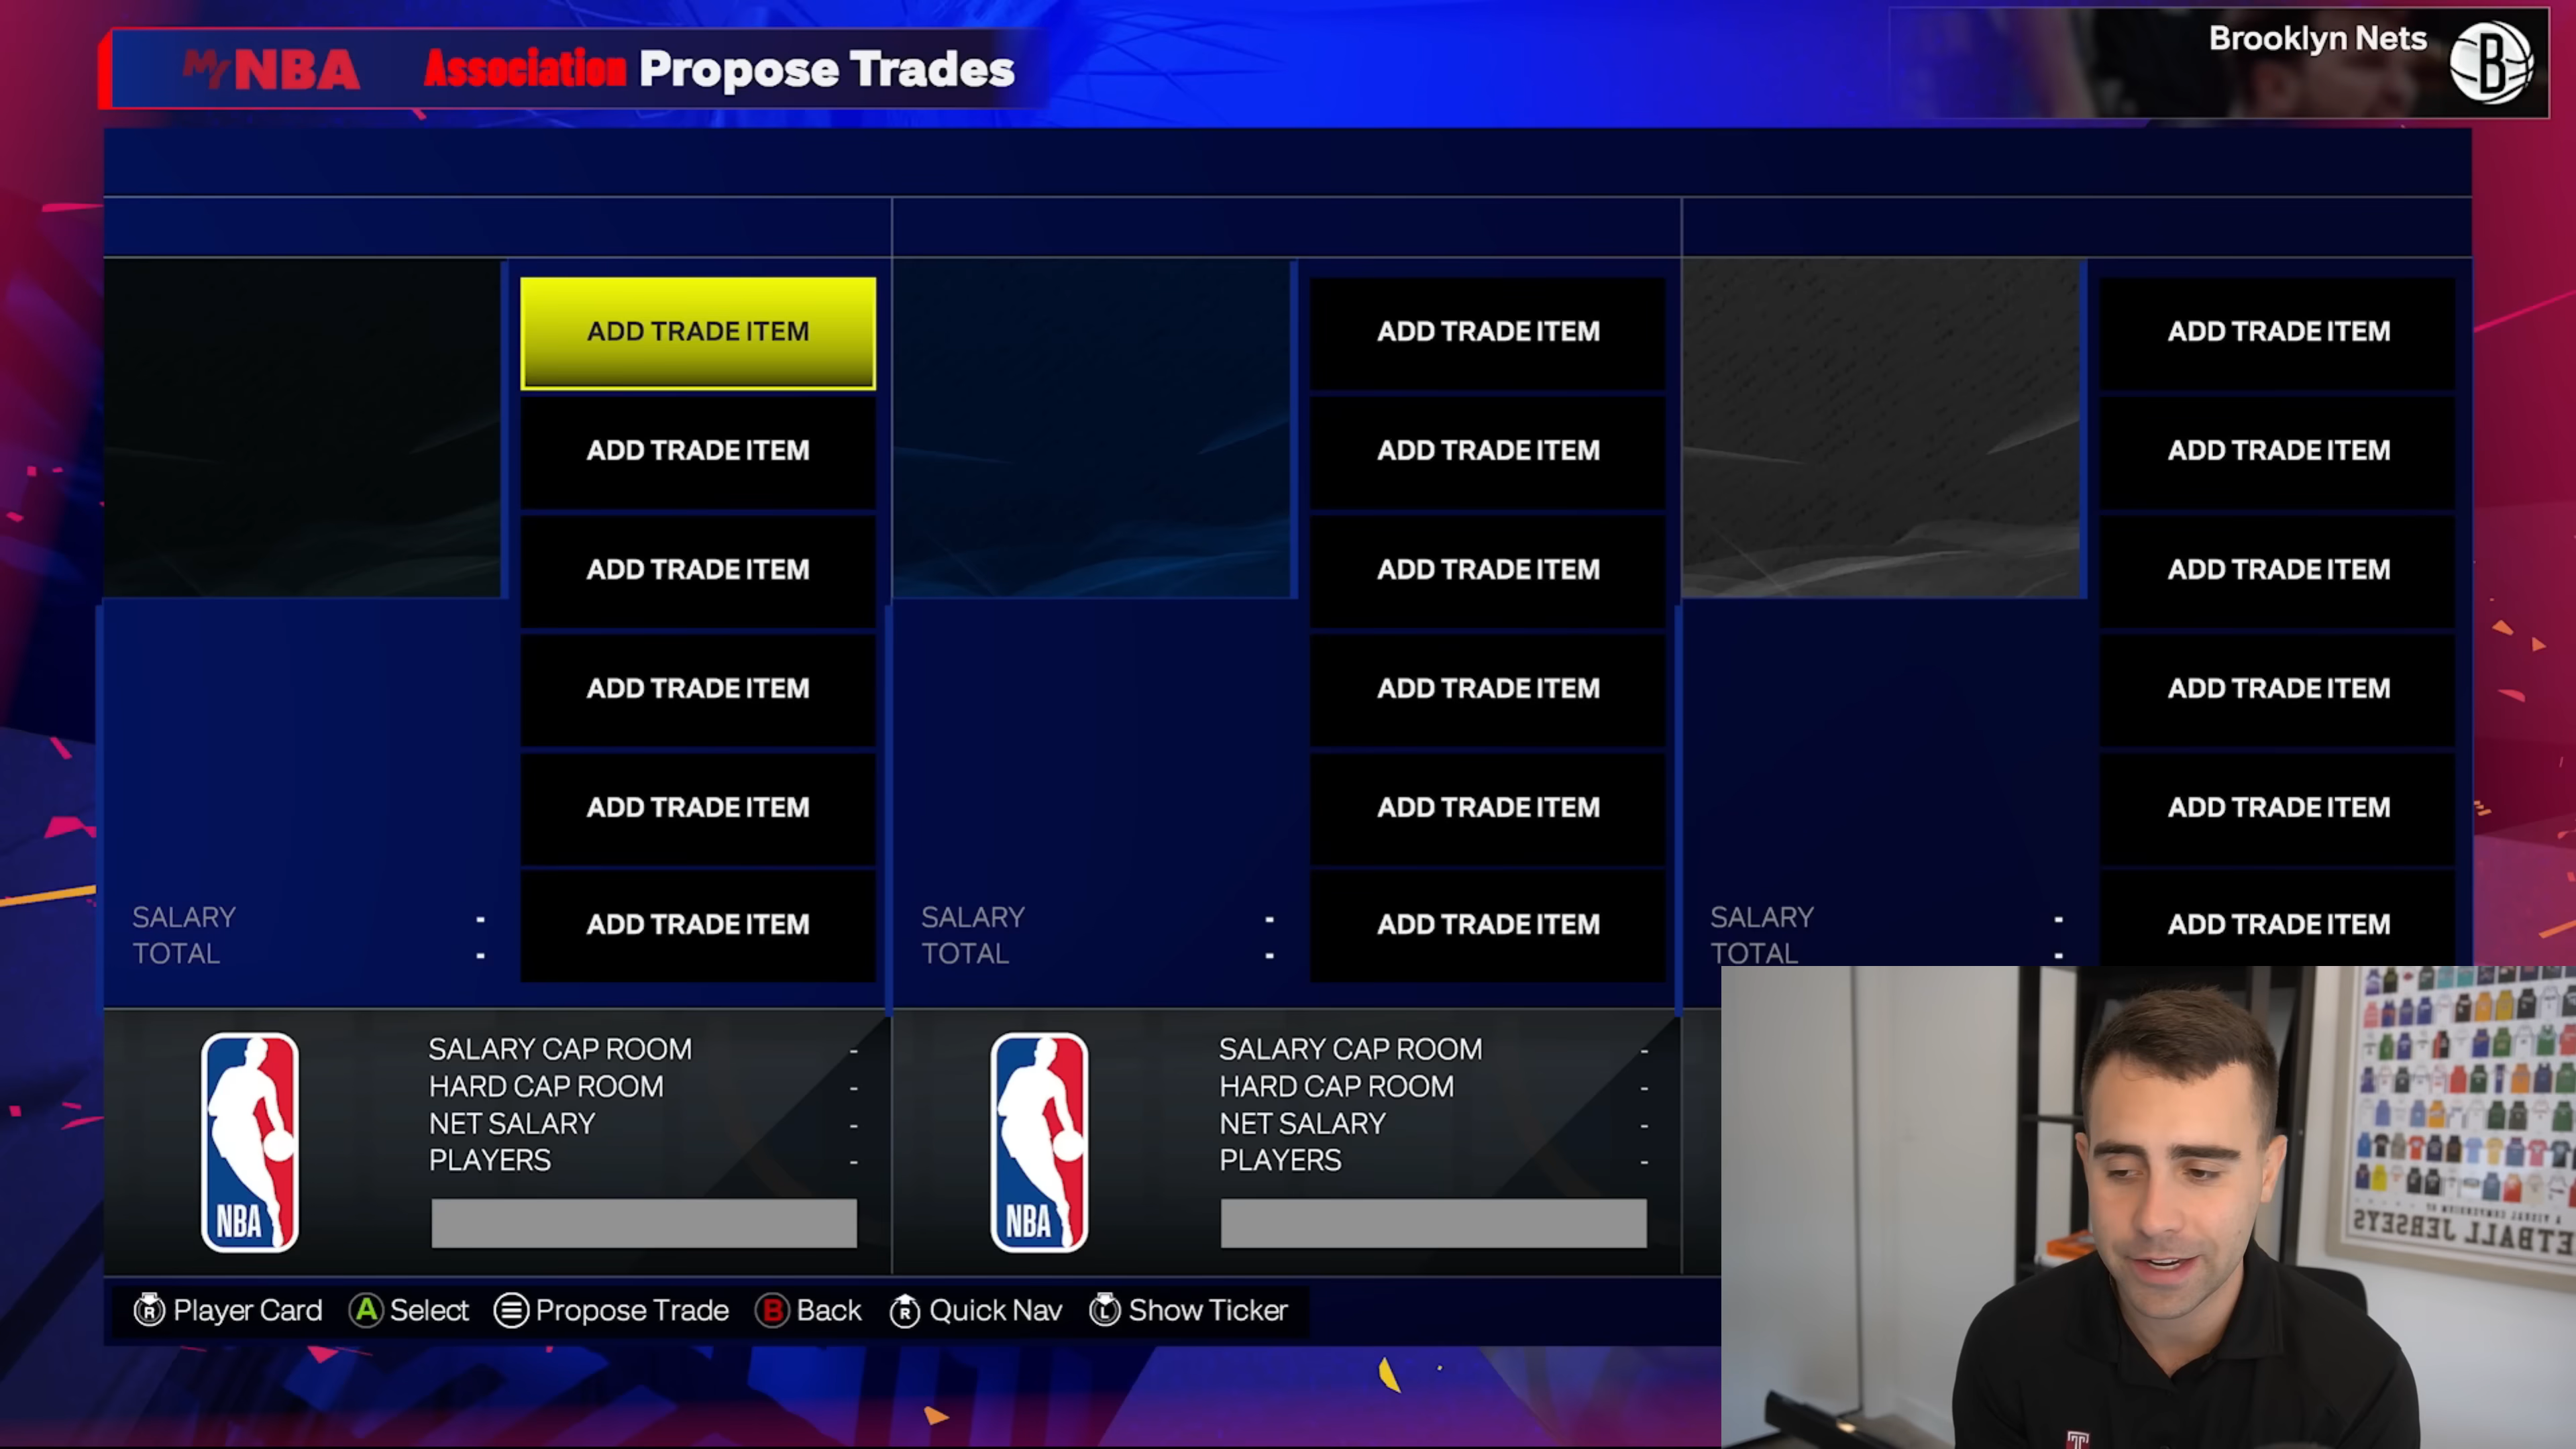 MyNBA Association Propose Trades
Brooklyn Nets
B
ADD TRADE ITEM ADD TRADE ITEM ADD TRADE ITEM
ADD TRADE ITEM ADD TRADE ITEM ADD TRADE ITEM
ADD TRADE ITEM ADD TRADE ITEM ADD TRADE ITEM
ADD TRADE ITEM ADD TRADE ITEM ADD TRADE ITEM
ADD TRADE ITEM ADD TRADE ITEM ADD TRADE ITEM
SALARY - ADD TRADE ITEM SALARY - ADD TRADE ITEM SALARY - ADD TRADE ITEM
TOTAL - TOTAL - TOTAL -
SALARY CAP ROOM - SALARY CAP ROOM -
HARD CAP ROOM - HARD CAP ROOM -
NET SALARY - NET SALARY -
PLAYERS - PLAYERS -
NBA NBA
R Player Card A Select Propose Trade B Back R Quick Nav L Show Ticker
A VISUAL COMPENDIUM OF
ETBALL JERSEYS
T